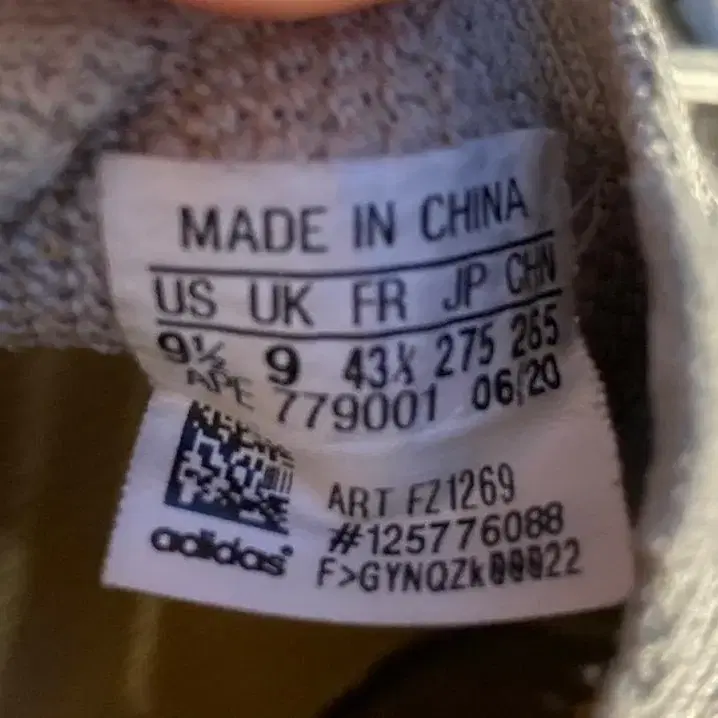 MADE IN CHINA
US UK FR JP CHN
9½ 9 43⅓ 275 265
APE 779001 06/20
ART FZ1269
#125776088
adidas